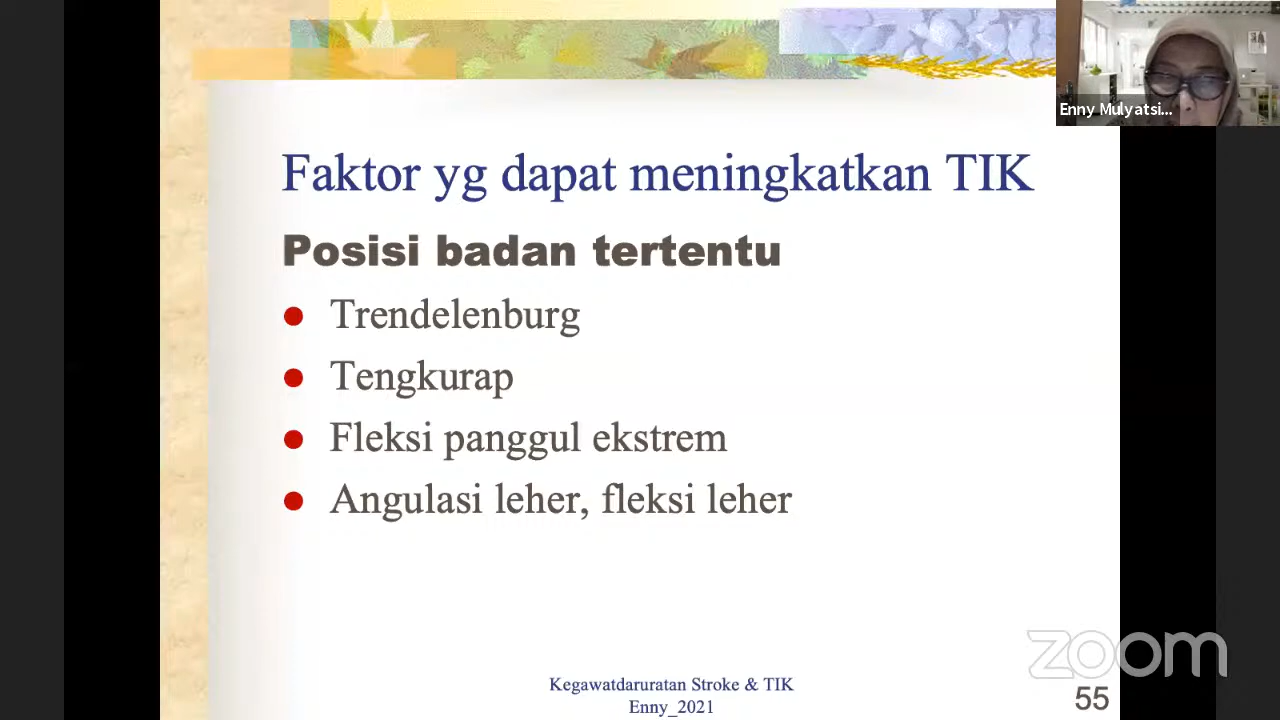 Enny Mulyatsi...
Faktor yg dapat meningkatkan TIK
Posisi badan tertentu
Trendelenburg
Tengkurap
Fleksi panggul ekstrem
Angulasi leher, fleksi leher
zoom
Kegawatdaruratan Stroke & TIK
Enny_2021
55